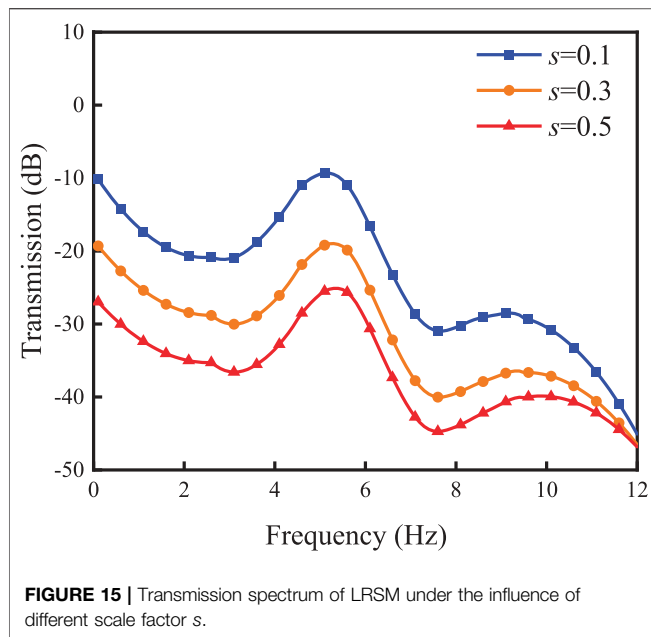 10
0
-10
-20
-30
-40
-50
Transmission (dB)
s=0.1
s=0.3
s=0.5
0 2 4 6 8 10 12
Frequency (Hz)
FIGURE 15 | Transmission spectrum of LRSM under the influence of
different scale factor s.